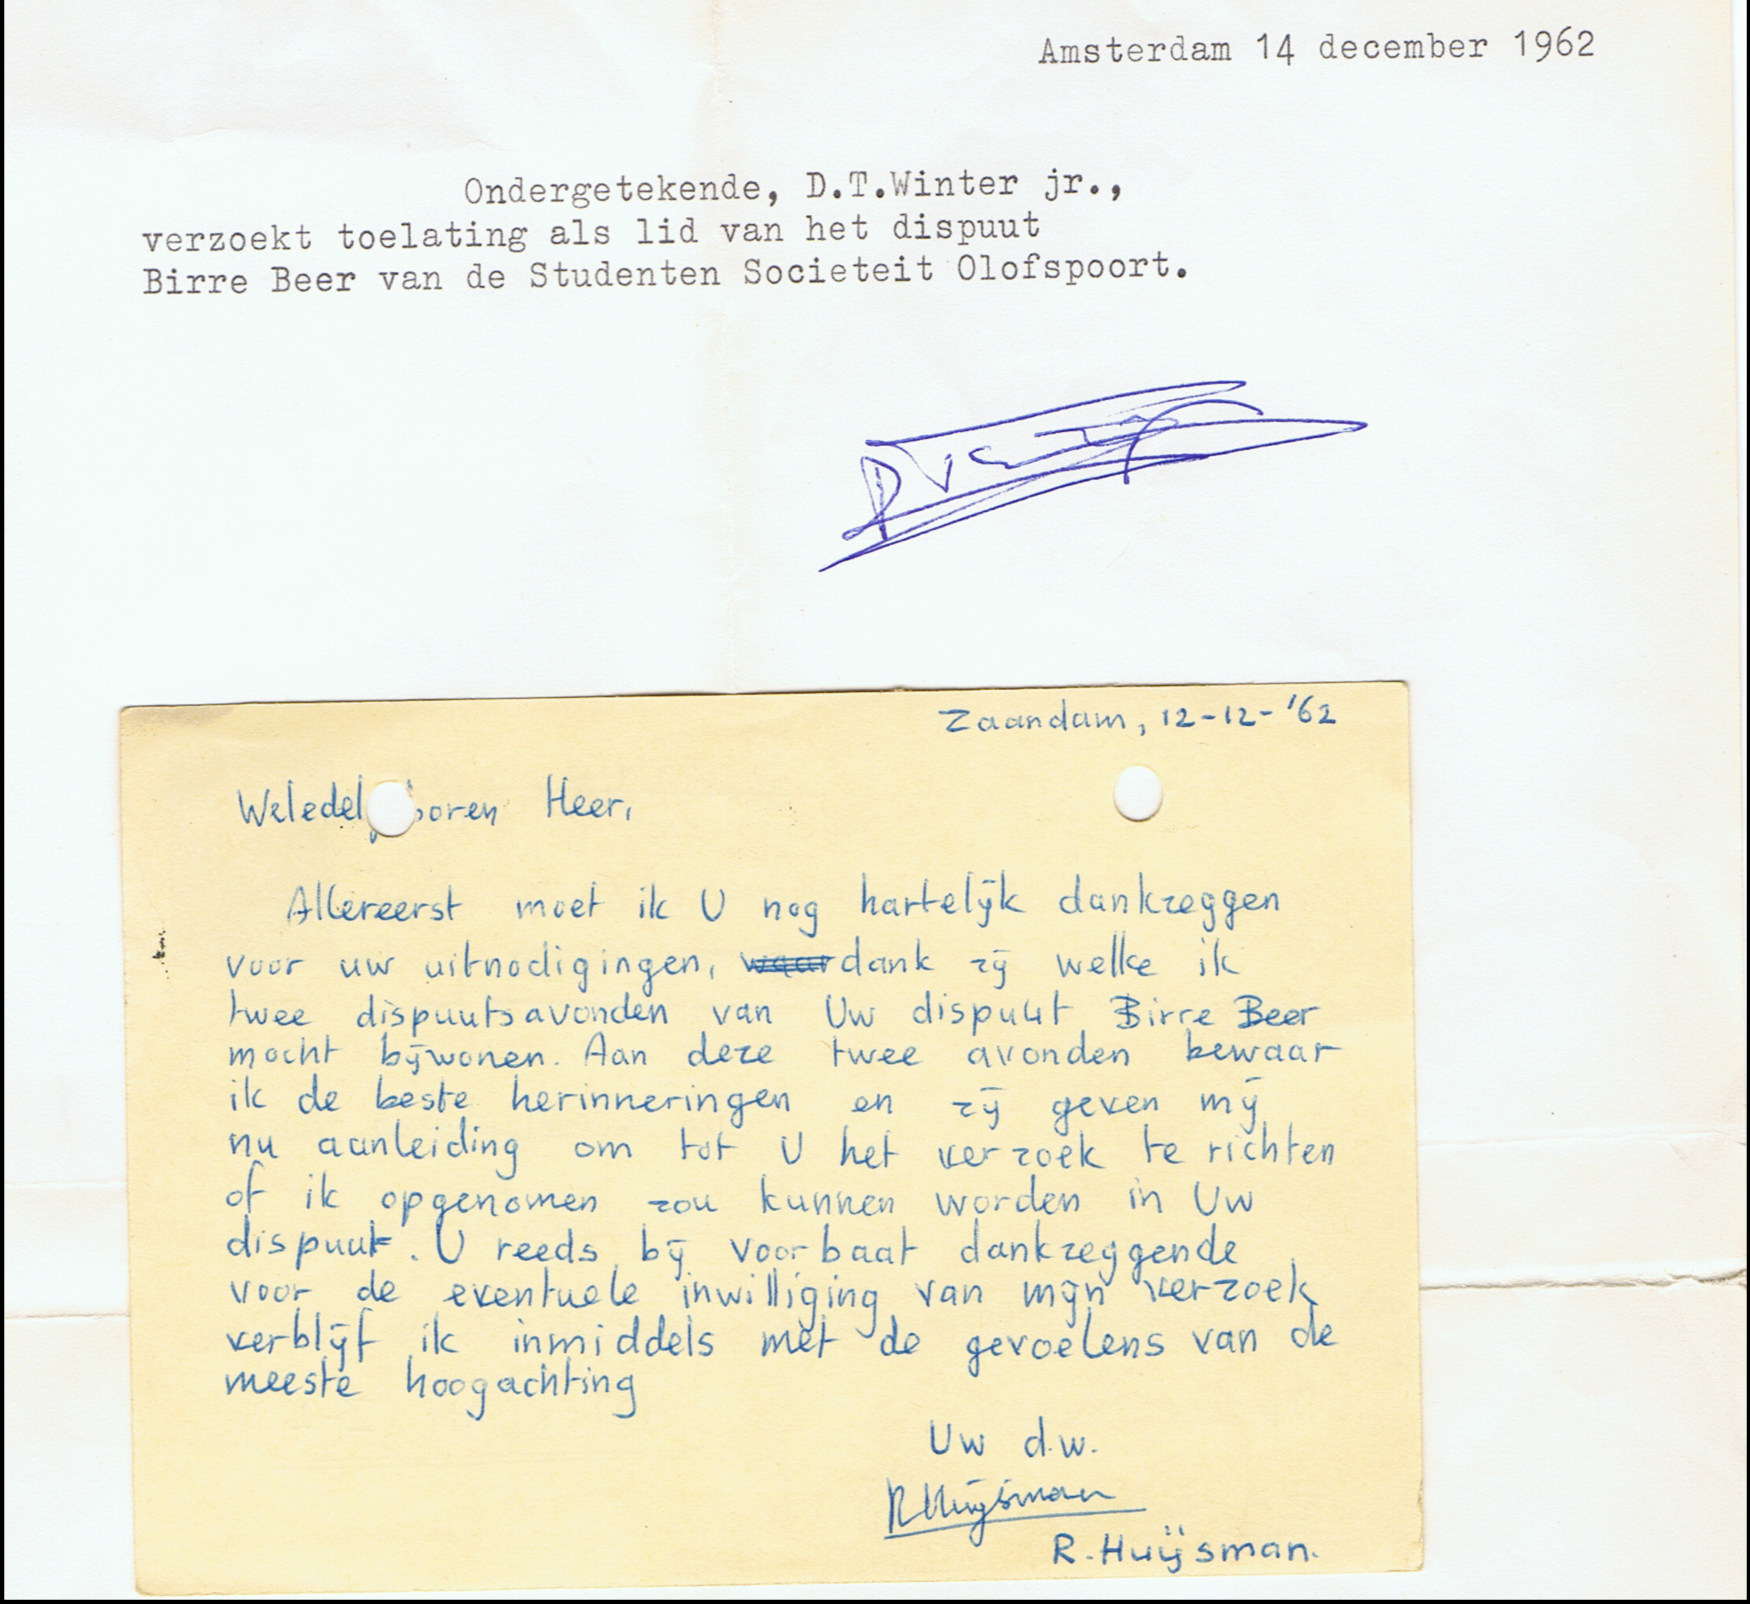 Amsterdam 14 december 1962
Ondergetekende, D.T.Winter jr.,
verzoekt toelating als lid van het dispuut
Birre Beer van de Studenten Societeit Olofspoort.
Zaandam, 12-12-'62
Weledelg boren Heer,
Allereerst moet ik U nog hartelijk dankzeggen
voor uw uitnodigingen, waardank zij welke ik
twee dispuutsavonden van Uw dispuut Birre Beer
mocht bijwonen. Aan deze twee avonden bewaar
ik de beste herinneringen en zij geven mij
nu aanleiding om tot U het verzoek te richten
of ik opgenomen zou kunnen worden in Uw
dispuut. U reeds bij voorbaat dankzeggende
voor de eventuele inwilliging van mijn verzoek
verblijf ik inmiddels met de gevoelens van de
meeste hoogachting
Uw d.w.
RHuijsman
R. Huijsman.